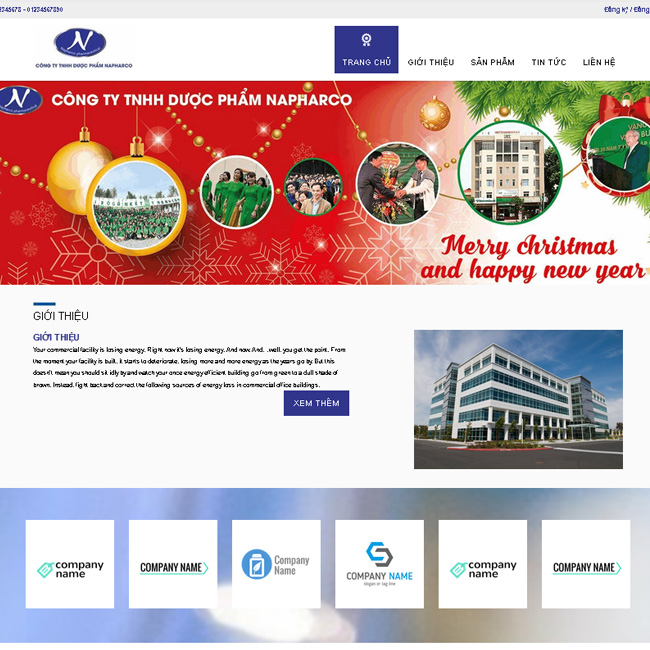 12345678 - 01234567890
Đăng ký / Đăng
N
CÔNG TY TNHH DƯỢC PHẨM NAPHARCO
TRANG CHỦ
GIỚI THIỆU
SẢN PHẨM
TIN TỨC
LIÊN HỆ
N
CÔNG TY TNHH DƯỢC PHẨM NAPHARCO
Merry christmas
and happy new year
GIỚI THIỆU
GIỚI THIỆU
Your commercial facility is losing energy. Right now it's losing energy. And now. And...well, you get the point. From
the moment your facility is built, it starts to deteriorate, losing more and more energy as the years go by. But this
doesn't mean you should sit idly by and watch your once energy efficient building go from green to a dull shade of
brown. Instead, fight back and correct the following sources of energy loss in commercial office buildings.
XEM THÊM
company
name
COMPANY NAME
Company
Name
COMPANY NAME
slogan or tag line
company
name
COMPANY NAME